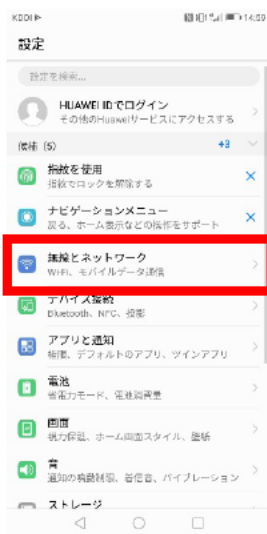 KDDI
14:59
設定
設定を検索...
HUAWEI IDでログイン
その他のHuaweiサービスにアクセスする
候補 (5)
+3
指紋を使用
指紋でロックを解除する
ナビゲーションメニュー
戻る、ホーム表示などの操作をサポート
無線とネットワーク
Wi-Fi、モバイルデータ通信
デバイス接続
Bluetooth、NFC、投影
アプリと通知
権限、デフォルトのアプリ、ツインアプリ
電池
省電力モード、電池消費量
画面
視力保護、ホーム画面スタイル、壁紙
音
通知の鳴動制限、着信音、バイブレーション
ストレージ